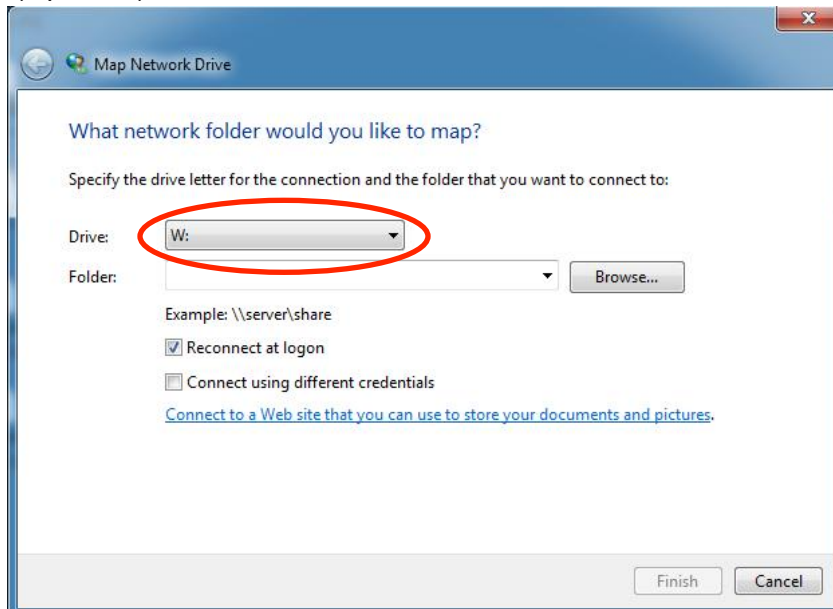 Map Network Drive
What network folder would you like to map?
Specify the drive letter for the connection and the folder that you want to connect to:
Drive: W:
Folder: Browse...
Example: \\server\share
Reconnect at logon
Connect using different credentials
Connect to a Web site that you can use to store your documents and pictures.
Finish Cancel